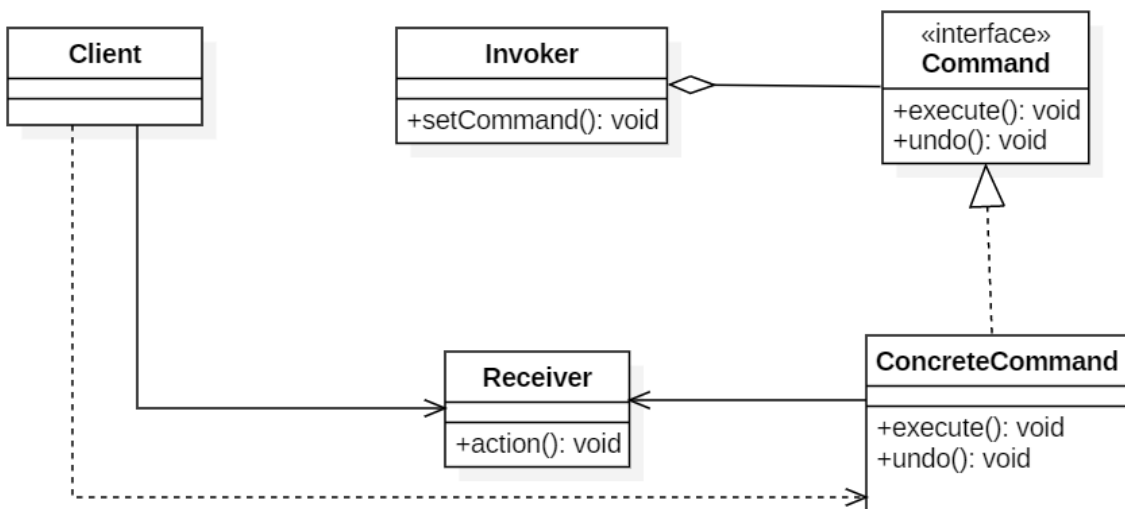 Client
Invoker
+setCommand(): void
«interface»
Command
+execute(): void
+undo(): void
Receiver
+action(): void
ConcreteCommand
+execute(): void
+undo(): void